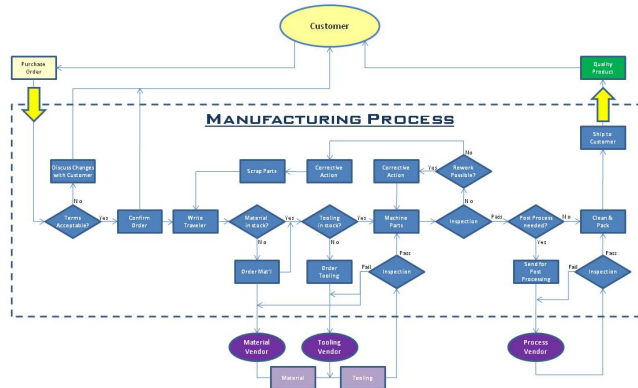 Customer
Purchase
Order
Quality
Product
MANUFACTURING PROCESS
Ship to
Customer
Discuss Changes
with Customer
Scrap Parts
Corrective
Action
Corrective
Action
Yes
Rework
Possible?
No
No
No
Terms
Acceptable?
Yes
Confirm
Order
Write
Traveler
Material
in stock?
Yes
Tooling
in stock?
Yes
Machine
Parts
Inspection
Pass
Post Process
needed?
No
Clean &
Pack
No
No
Yes
Pass
Pass
Order Mat'l
Order
Tooling
Fail
Inspection
Send for
Post
Processing
Fail
Inspection
Material
Vendor
Tooling
Vendor
Process
Vendor
Material
Tooling